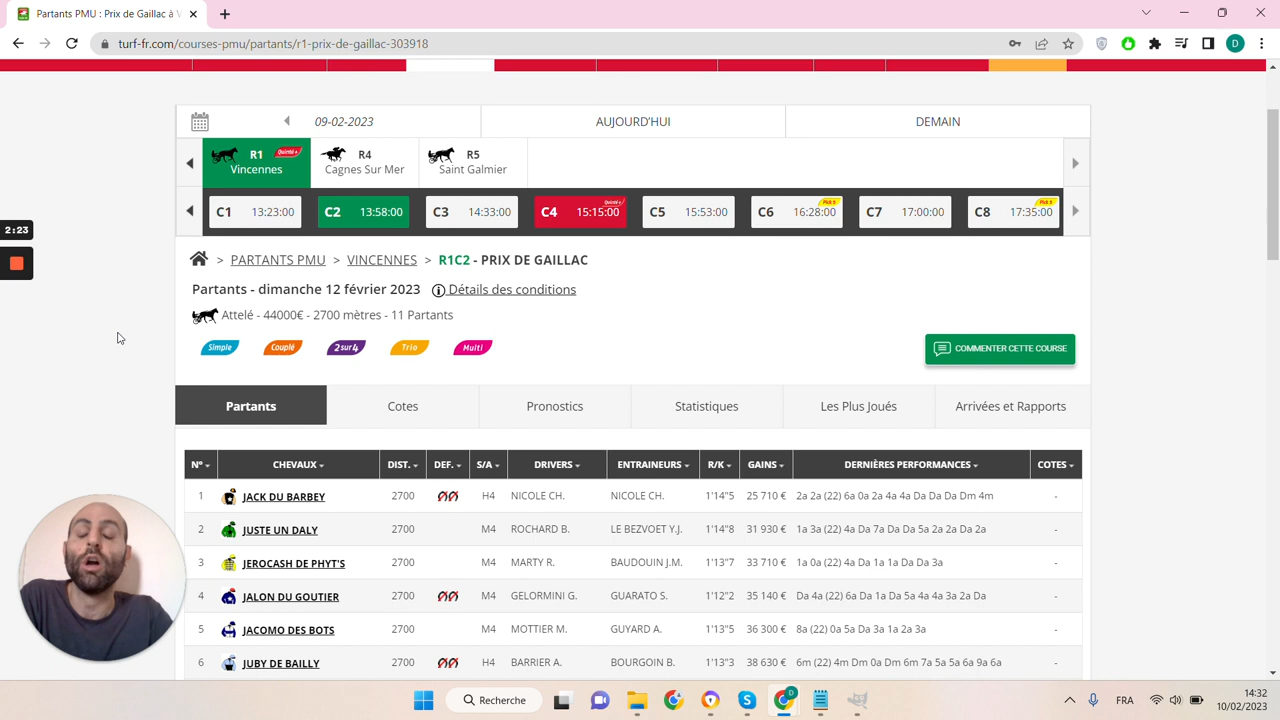 Partants PMU : Prix de Gaillac à V
turf-fr.com/courses-pmu/partants/r1-prix-de-gaillac-303918
D
09-02-2023 AUJOURD'HUI DEMAIN
R1 Quinté+ R4 R5
Vincennes Cagnes Sur Mer Saint Galmier
Quinté+ Pick 5 Pick 5
C1 13:23:00 C2 13:58:00 C3 14:33:00 C4 15:15:00 C5 15:53:00 C6 16:28:00 C7 17:00:00 C8 17:35:00
2:23
> PARTANTS PMU > VINCENNES > R1C2 - PRIX DE GAILLAC
Partants - dimanche 12 février 2023 Détails des conditions
Attelé - 44000€ - 2700 mètres - 11 Partants
Simple Couplé 2sur4 Trio Multi COMMENTER CETTE COURSE
Partants Cotes Pronostics Statistiques Les Plus Joués Arrivées et Rapports
N° CHEVAUX DIST. DEF. S/A DRIVERS ENTRAINEURS R/K GAINS DERNIÈRES PERFORMANCES COTES
1 JACK DU BARBEY 2700 H4 NICOLE CH. NICOLE CH. 1'14"5 25 710 € 2a 2a (22) 6a 0a 2a 4a 4a Da Da Da Dm 4m -
2 JUSTE UN DALY 2700 M4 ROCHARD B. LE BEZVOET Y.J. 1'14"8 31 930 € 1a 3a (22) 4a Da 7a Da Da 5a 2a 2a Da 2a -
3 JEROCASH DE PHYT'S 2700 M4 MARTY R. BAUDOUIN J.M. 1'13"7 33 710 € 1a 0a (22) 4a Da 1a 1a Da Da 3a -
4 JALON DU GOUTIER 2700 M4 GELORMINI G. GUARATO S. 1'12"2 35 140 € Da 4a (22) 6a Da 1a Da 5a 4a 4a 3a 2a Da -
5 JACOMO DES BOTS 2700 M4 MOTTIER M. GUYARD A. 1'13"5 36 300 € 8a (22) 0a 5a Da 3a 1a 2a 3a -
6 JUBY DE BAILLY 2700 H4 BARRIER A. BOURGOIN B. 1'13"3 38 630 € 6m (22) 4m Dm 0a Dm 6m 7a 5a 5a 6a 9a 6a -
Recherche D FRA 14:32
10/02/2023